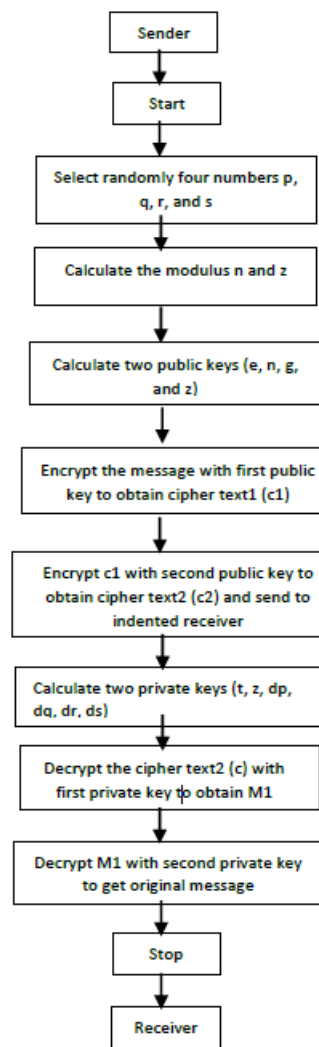 Sender
Start
Select randomly four numbers p,
q, r, and s
Calculate the modulus n and z
Calculate two public keys (e, n, g,
and z)
Encrypt the message with first public
key to obtain cipher text1 (c1)
Encrypt c1 with second public key to
obtain cipher text2 (c2) and send to
indented receiver
Calculate two private keys (t, z, dp,
dq, dr, ds)
Decrypt the cipher text2 (c) with
first private key to obtain M1
Decrypt M1 with second private key
to get original message
Stop
Receiver